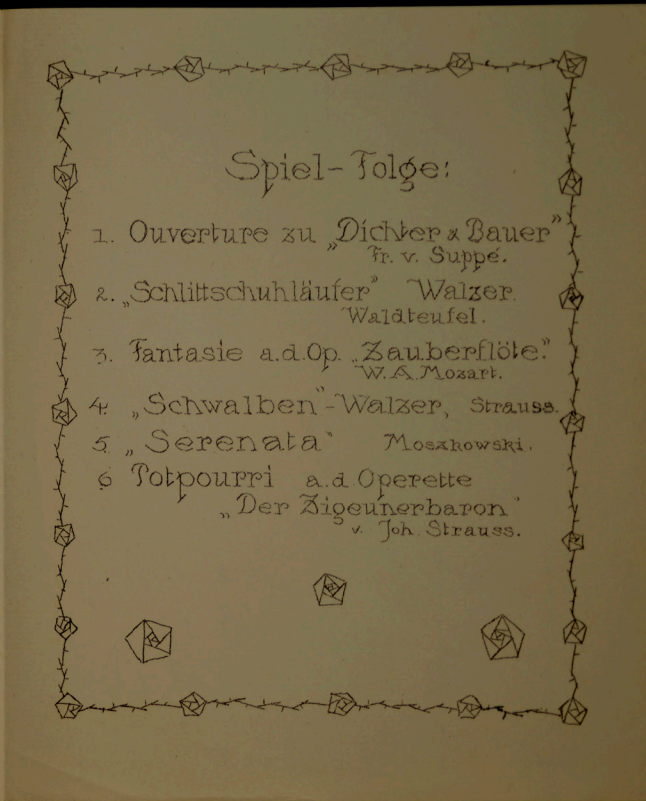 Spiel-Folge:
1. Ouverture zu „Dichter & Bauer"
Fr. v. Suppé.
2. „Schlittschuhläufer" Walzer.
Waldteufel.
3. Fantasie a.d.Op. „Zauberflöte."
W.A.Mozart.
4. „Schwalben"-Walzer, Strauss.
5. „Serenata" Moszkowski.
6 Potpourri a.d Operette
„Der Zigeunerbaron"
v. Joh. Strauss.